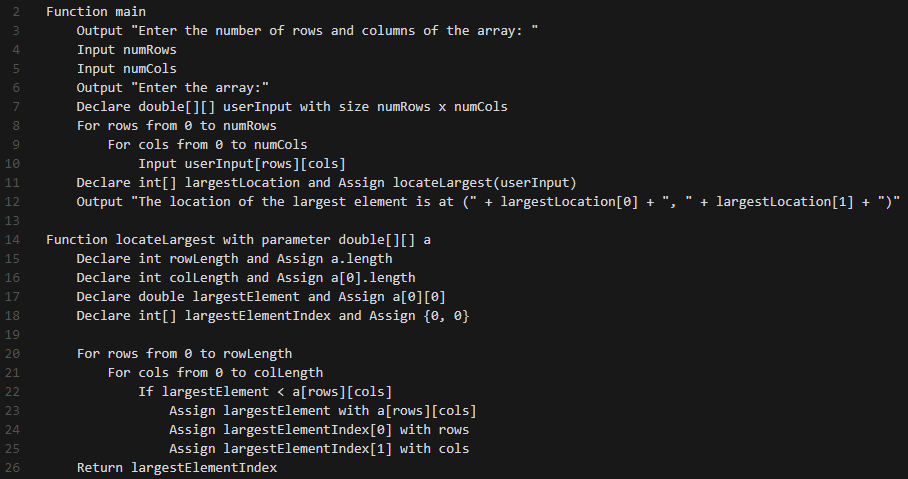 2 Function main
3 Output "Enter the number of rows and columns of the array: "
4 Input numRows
5 Input numCols
6 Output "Enter the array:"
7 Declare double[][] userInput with size numRows x numCols
8 For rows from 0 to numRows
9 For cols from 0 to numCols
10 Input userInput[rows][cols]
11 Declare int[] largestLocation and Assign locateLargest(userInput)
12 Output "The location of the largest element is at (" + largestLocation[0] + ", " + largestLocation[1] + ")"
13
14 Function locateLargest with parameter double[][] a
15 Declare int rowLength and Assign a.length
16 Declare int colLength and Assign a[0].length
17 Declare double largestElement and Assign a[0][0]
18 Declare int[] largestElementIndex and Assign {0, 0}
19
20 For rows from 0 to rowLength
21 For cols from 0 to colLength
22 If largestElement < a[rows][cols]
23 Assign largestElement with a[rows][cols]
24 Assign largestElementIndex[0] with rows
25 Assign largestElementIndex[1] with cols
26 Return largestElementIndex